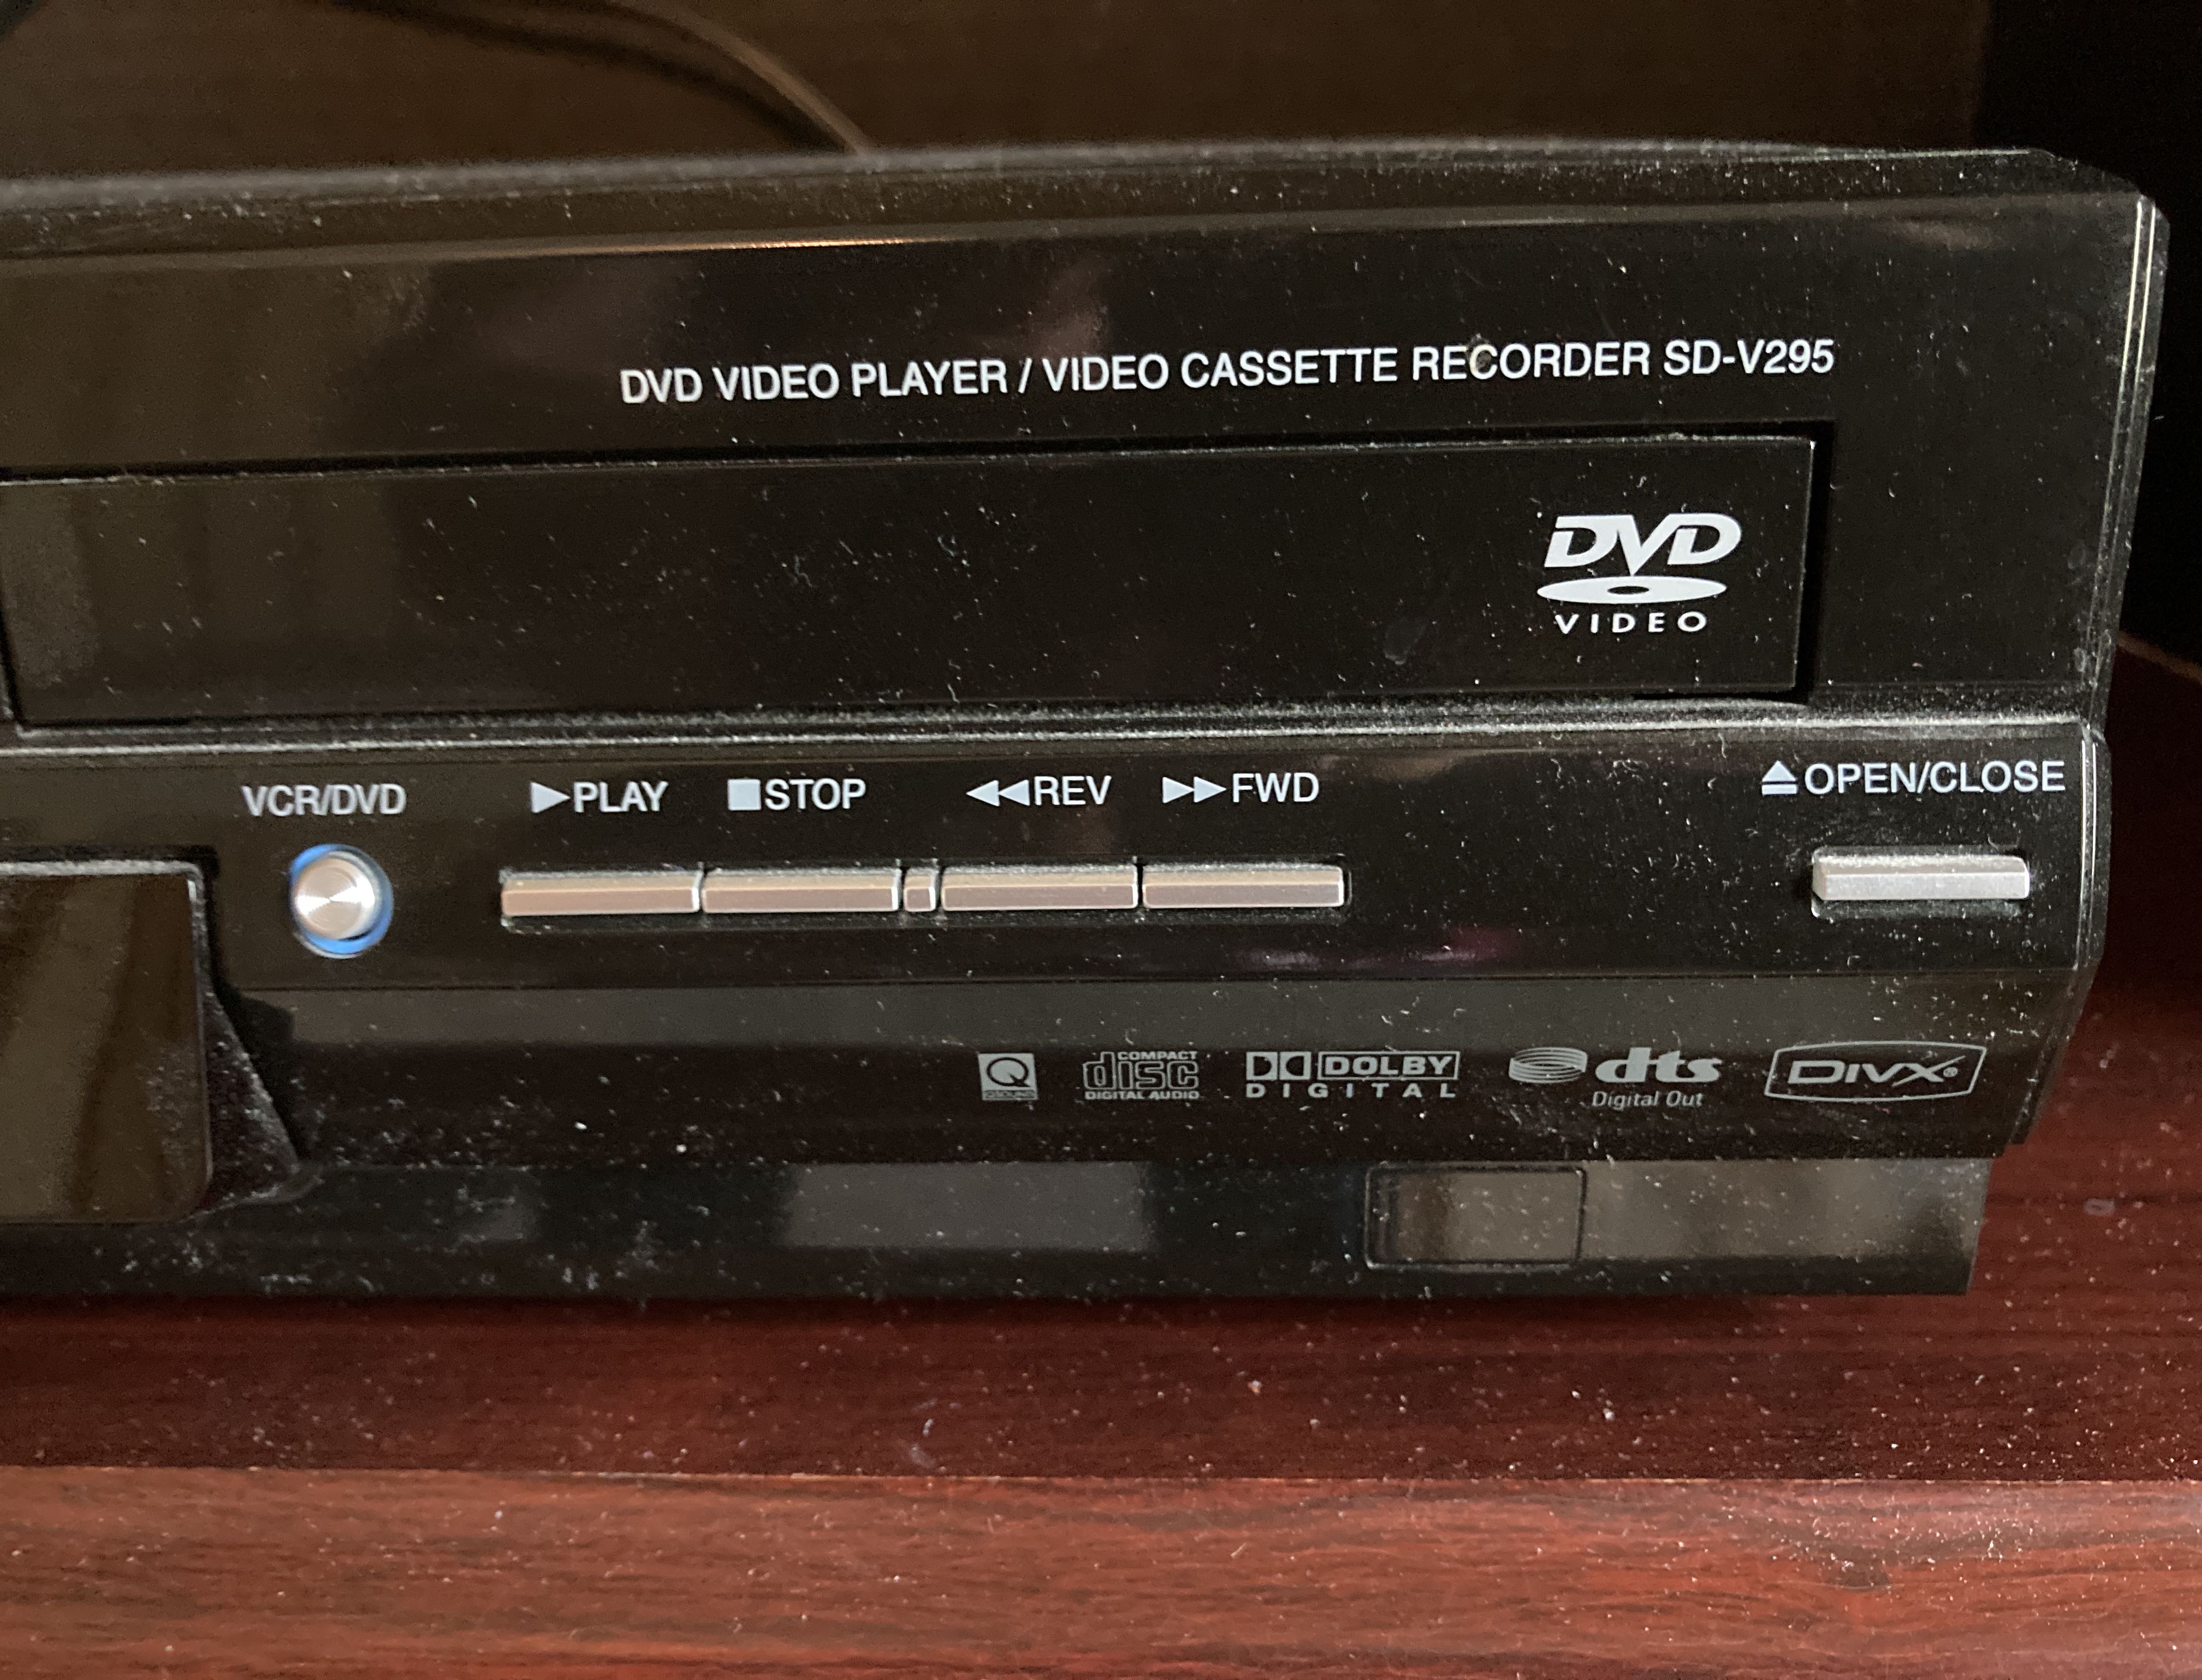 DVD VIDEO PLAYER / VIDEO CASSETTE RECORDER SD-V295
DVD
VIDEO
VCR/DVD ▶PLAY ■STOP ◀◀REV ▶▶FWD ⏏OPEN/CLOSE
Q
QSOUND
COMPACT
disc
DIGITAL AUDIO
DOLBY
DIGITAL
dts
Digital Out
DivX®